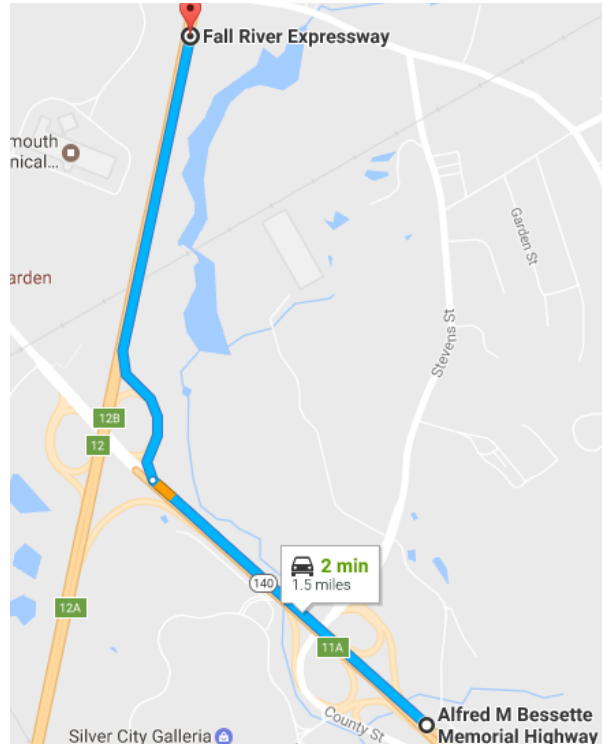 Fall River Expressway
mouth
nical...
Garden St
arden
Stevens St
12B
12
2 min
1.5 miles
140
12A
11A
Alfred M Bessette
Memorial Highway
County St
Silver City Galleria